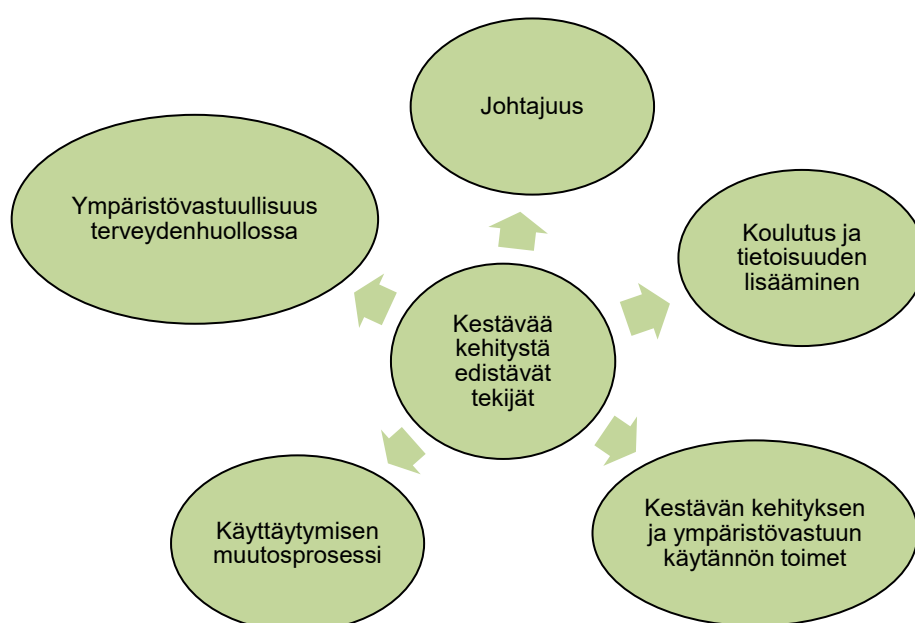 Johtajuus
Ympäristövastuullisuus
terveydenhuollossa
Koulutus ja
tietoisuuden
lisääminen
Kestävää
kehitystä
edistävät
tekijät
Käyttäytymisen
muutosprosessi
Kestävän kehityksen
ja ympäristövastuun
käytännön toimet